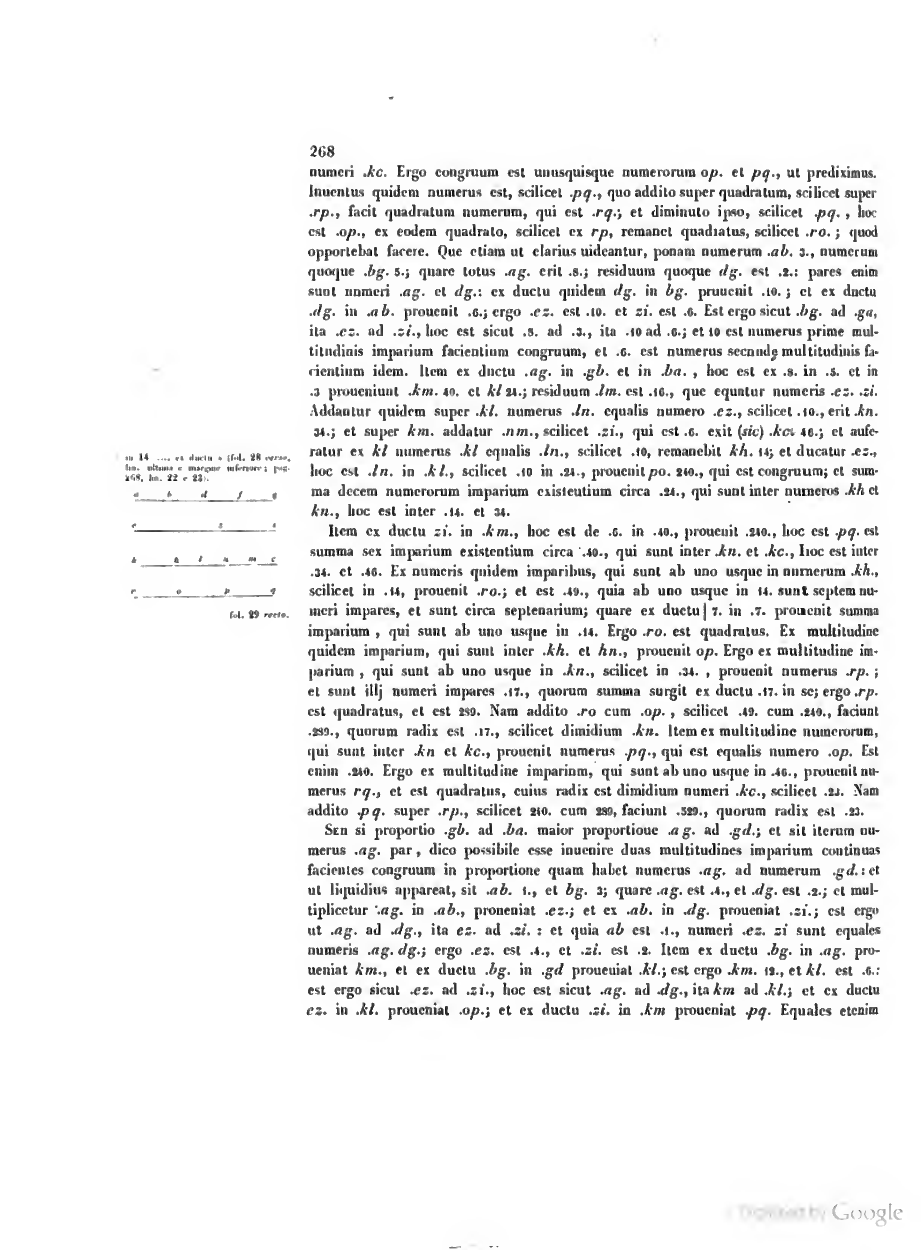 268
numeri .kc. Ergo congruum est unusquisque numerorum op. et pq., ut prediximus.
Inuentus quidem numerus est, scilicet .pq., quo addito super quadratum, scilicet super
.rp., facit quadratum numerum, qui est .rq.; et diminuto ipso, scilicet .pq. , hoc
est .op., ex eodem quadrato, scilicet ex rp, remanet quadratus, scilicet .ro. ; quod
opportebat facere. Que etiam ut clarius uideantur, ponam numerum .ab. 3., numerum
quoque .bg. 5.; quare totus .ag. erit .8.; residuum quoque dg. est .2.: pares enim
sunt numeri .ag. et dg.: ex ductu quidem dg. in bg. prouenit .10. ; et ex ductu
.dg. in .ab. prouenit .6.; ergo .ez. est .10. et zi. est .6. Est ergo sicut .bg. ad .ga,
ita .ez. ad .zi., hoc est sicut .5. ad .3., ita .10 ad .6.; et 10 est numerus prime mul-
titudinis imparium facientium congruum, et .6. est numerus secunde multitudinis fa-
cientium idem. Item ex ductu .ag. in .gb. et in .ba. , hoc est ex .8. in .5. et in
.3 proueniunt .km. 40. et kl 24.; residuum .lm. est .16., que equatur numeris .ez. .zi.
Addantur quidem super .kl. numerus .ln. equalis numero .ez., scilicet .10., erit .kn.
34.; et super km. addatur .nm., scilicet .zi., qui est .6. exit (sic) .kc. 46.; et aufe-
ratur ex kl numerus .kl equalis .ln., scilicet .10, remanebit kh. 14; et ducatur .ez.,
hoc est .ln. in .kl., scilicet .10 in .24., prouenit po. 240., qui est congruum; et sum-
ma decem numerorum imparium existentium circa .24., qui sunt inter numeros .kh et
kn., hoc est inter .14. et 34.
Item ex ductu zi. in .km., hoc est de .6. in .40., prouenit .240., hoc est .pq. est
summa sex imparium existentium circa .40., qui sunt inter .kn. et .kc., Hoc est inter
.34. et .46. Ex numeris quidem imparibus, qui sunt ab uno usque in numerum .kh.,
scilicet in .14, prouenit .ro.; et est .49., quia ab uno usque in 14. sunt septem nu-
meri impares, et sunt circa septenarium; quare ex ductu | 7. in .7. prouenit summa
imparium , qui sunt ab uno usque in .14. Ergo .ro. est quadratus. Ex multitudine
quidem imparium, qui sunt inter .kh. et hn., prouenit op. Ergo ex multitudine im-
parium , qui sunt ab uno usque in .kn., scilicet in .34. , prouenit numerus .rp. ;
et sunt illj numeri impares .17., quorum summa surgit ex ductu .17. in se; ergo .rp.
est quadratus, et est 289. Nam addito .ro cum .op. , scilicet .49. cum .240., faciunt
.289., quorum radix est .17., scilicet dimidium .kn. Item ex multitudine numerorum,
qui sunt inter .kn et kc., prouenit numerus .pq., qui est equalis numero .op. Est
enim .240. Ergo ex multitudine imparium, qui sunt ab uno usque in .46., prouenit nu-
merus rq., et est quadratus, cuius radix est dimidium numeri .kc., scilicet .23. Nam
addito .pq. super .rp., scilicet 240. cum 289, faciunt .529., quorum radix est .23.
Sed si proportio .gb. ad .ba. maior proportioue .ag. ad .gd.; et sit iterum nu-
merus .ag. par , dico possibile esse inuenire duas multitudines imparium continuas
facientes congruum in proportione quam habet numerus .ag. ad numerum .gd.: et
ut liquidius appareat, sit .ab. 1., et bg. 3; quare .ag. est .4., et .dg. est .2.; et mul-
tiplicetur .ag. in .ab., proueniat .ez.; et ex .ab. in .dg. proueniat .zi.; est ergo
ut .ag. ad .dg., ita ez. ad .zi. : et quia ab est .1., numeri .ez. zi sunt equales
numeris .ag. dg.; ergo .ez. est .4., et .zi. est .2. Item ex ductu .bg. in .ag. pro-
ueniat km., et ex ductu .bg. in .gd proueuiat .kl.; est ergo .km. 12., et kl. est .6.:
est ergo sicut .ez. ad .zi., hoc est sicut .ag. ad .dg., ita km ad .kl.; et ex ductu
ez. in .kl. proueniat .op.; et ex ductu .zi. in .km proueniat .pq. Equales etenim
in 14 .... et ductu » (fol. 28 verso,
lin. ultima e margine inferiore; pag.
268, lin. 22 e 23).
a b d f g
e z i
k h l n m c
r o p q
fol. 29 recto.
Digitized by Google